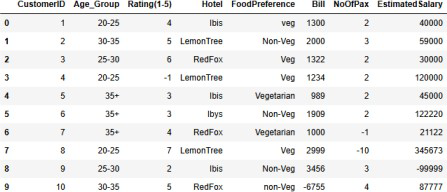 CustomerID Age_Group Rating(1-5) Hotel FoodPreference Bill NoOfPax EstimatedSalary
0 1 20-25 4 Ibis veg 1300 2 40000
1 2 30-35 5 LemonTree Non-Veg 2000 3 59000
2 3 25-30 6 RedFox Veg 1322 2 30000
3 4 20-25 -1 LemonTree Veg 1234 2 120000
4 5 35+ 3 Ibis Vegetarian 989 2 45000
5 6 35+ 3 Ibys Non-Veg 1909 2 122220
6 7 35+ 4 RedFox Vegetarian 1000 -1 21122
7 8 20-25 7 LemonTree Veg 2999 -10 345673
8 9 25-30 2 Ibis Non-Veg 3456 3 -99999
9 10 30-35 5 RedFox non-Veg -6755 4 87777